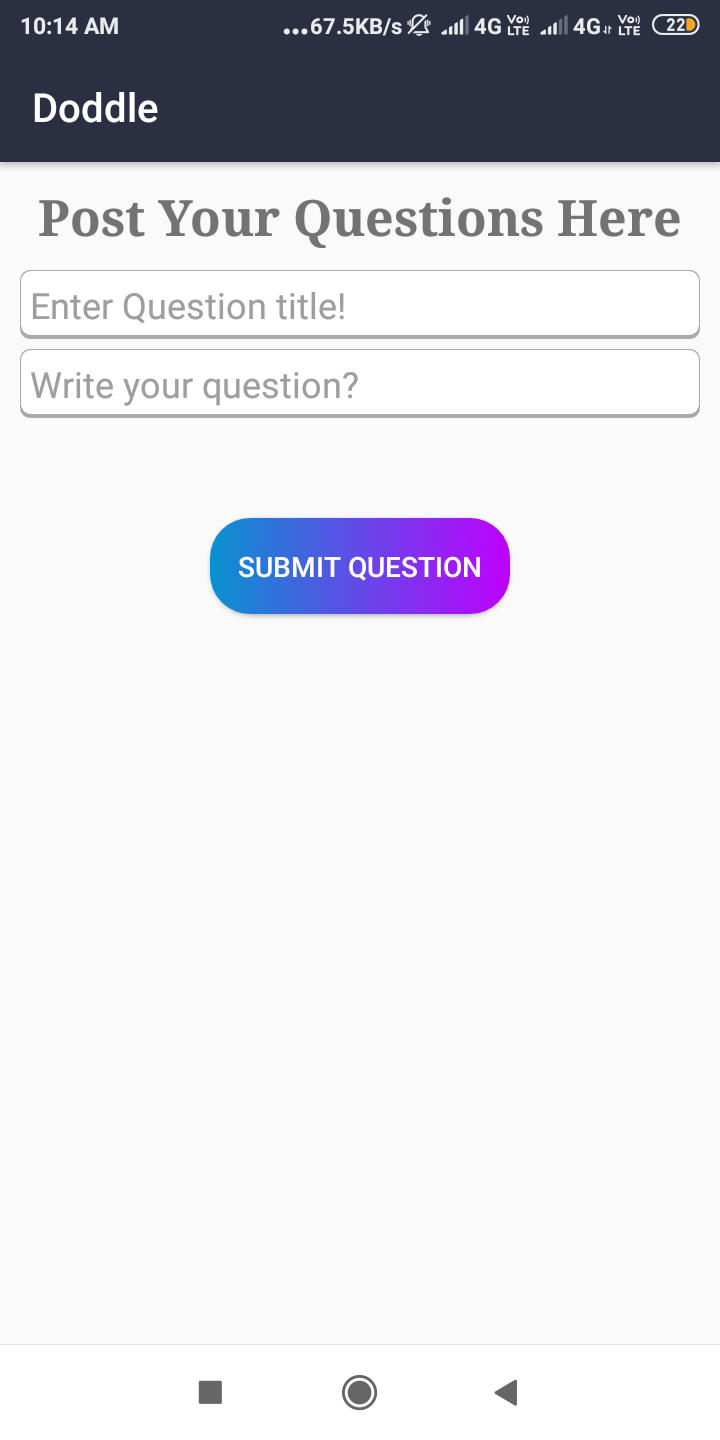 10:14 AM ...67.5KB/s 4G Vo) LTE 4G Vo) LTE 22
Doddle
Post Your Questions Here
Enter Question title!
Write your question?
SUBMIT QUESTION